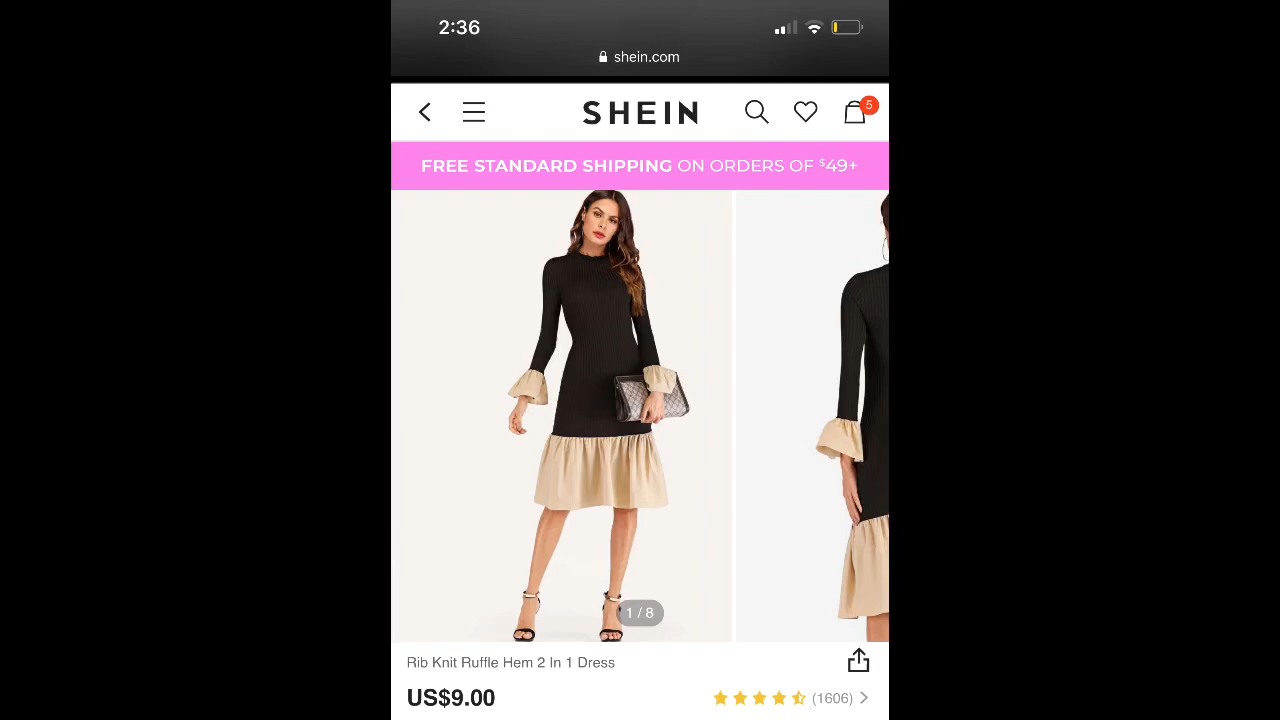 2:36
shein.com
SHEIN
5
FREE STANDARD SHIPPING ON ORDERS OF $49+
1 / 8
Rib Knit Ruffle Hem 2 In 1 Dress
US$9.00
(1606)